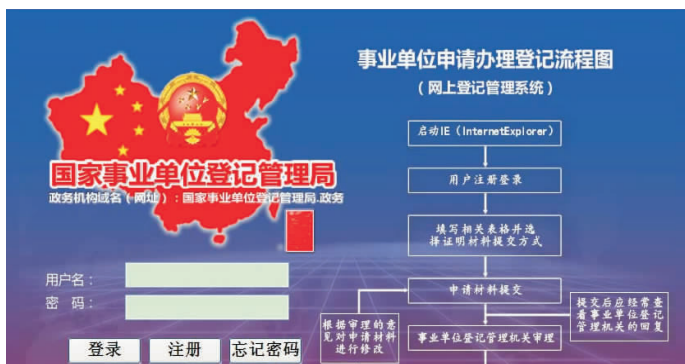 国家事业单位登记管理局
政务机构域名（网址）：国家事业单位登记管理局.政务
用户名：
密 码：
登录
注册
忘记密码
事业单位申请办理登记流程图
（网上登记管理系统）
启动IE（InternetExplorer）
用户注册登录
填写相关表格并选
择证明材料提交方式
申请材料提交
根据审理的意
见对申请材料
进行修改
提交后应经常查
看事业单位登记
管理机关的回复
事业单位登记管理机关审理